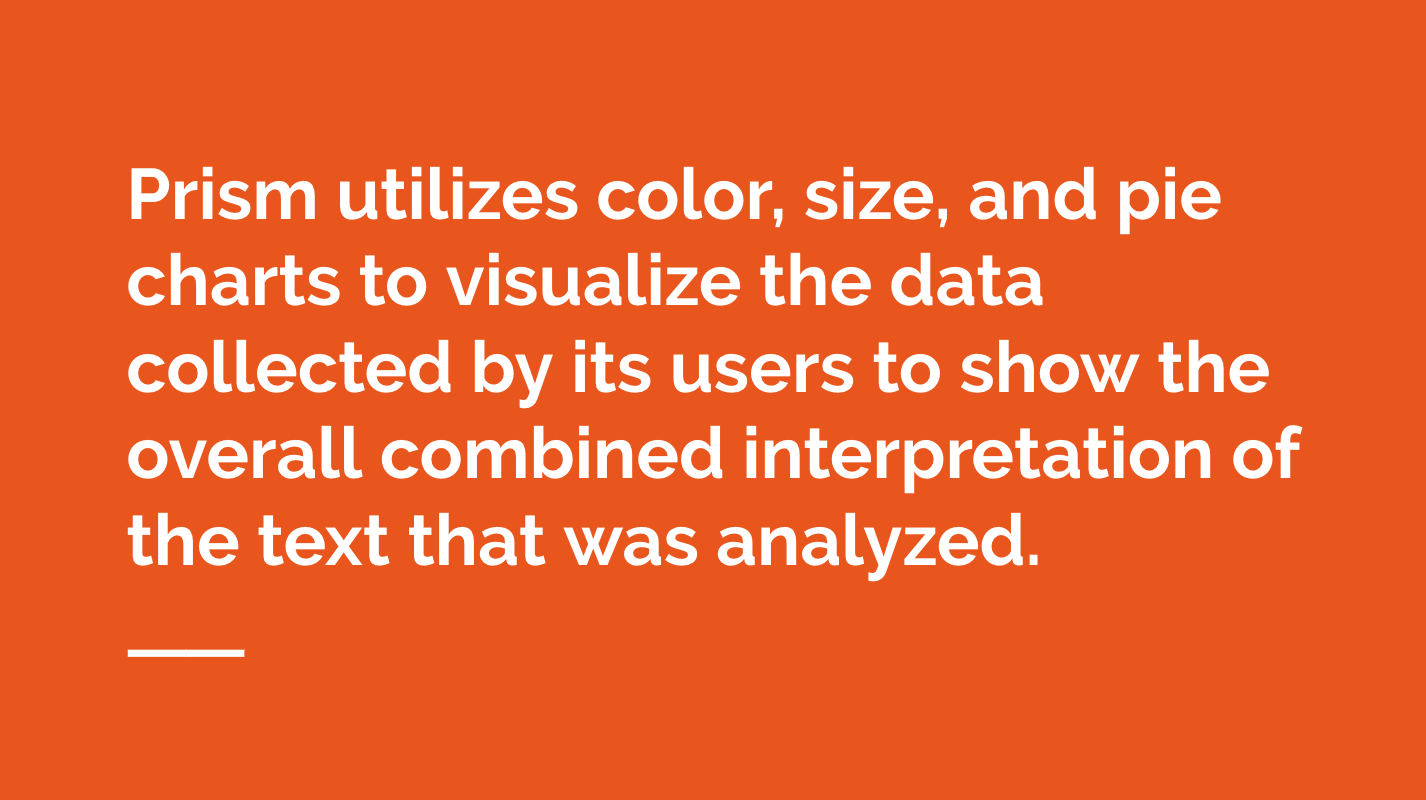 Prism utilizes color, size, and pie
charts to visualize the data
collected by its users to show the
overall combined interpretation of
the text that was analyzed.